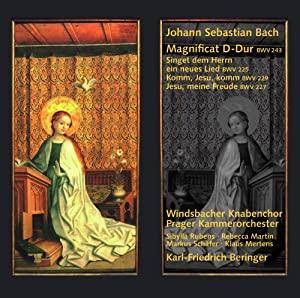 Johann Sebastian Bach
Magnificat D-Dur BWV 243
Singet dem Herrn
ein neues Lied BWV 225
Komm, Jesu, komm BWV 229
Jesu, meine Freude BWV 227
Windsbacher Knabenchor
Prager Kammerorchester
Sibylla Rubens · Rebecca Martin
Markus Schäfer · Klaus Mertens
Karl-Friedrich Beringer